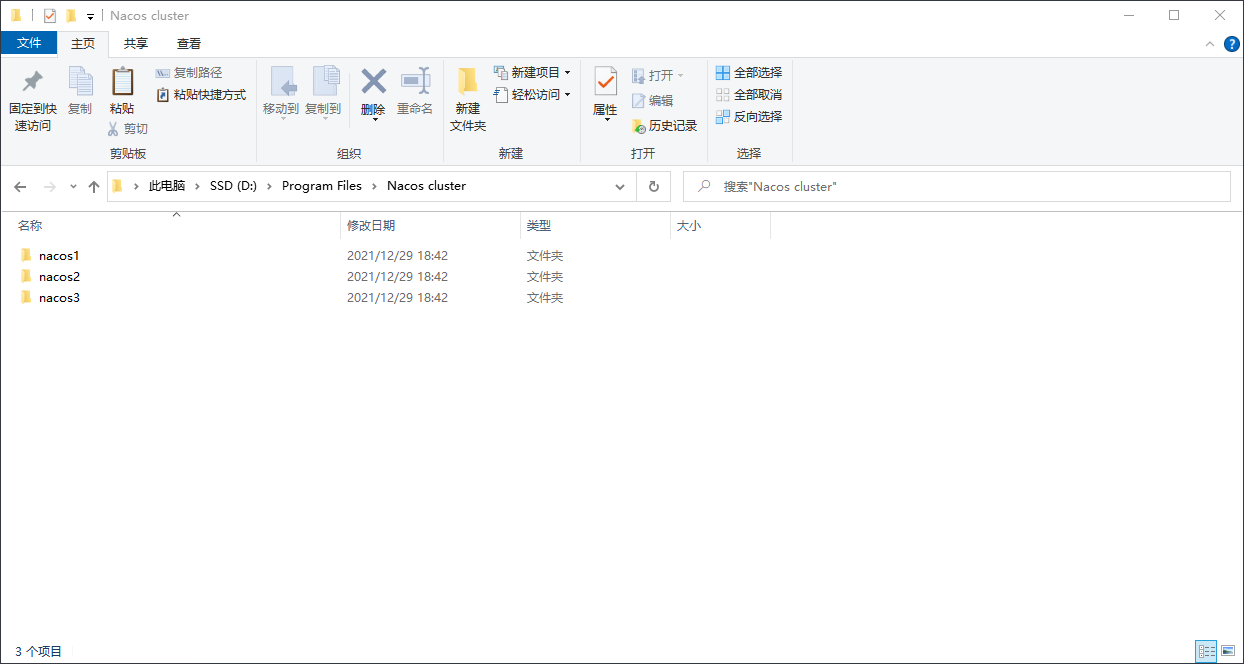 Nacos cluster
文件 主页 共享 查看
固定到快速访问
复制
粘贴
复制路径
粘贴快捷方式
剪切
剪贴板
移动到
复制到
删除
重命名
组织
新建文件夹
新建项目
轻松访问
新建
属性
打开
编辑
历史记录
打开
全部选择
全部取消
反向选择
选择
此电脑 › SSD (D:) › Program Files › Nacos cluster
搜索"Nacos cluster"
名称 修改日期 类型 大小
nacos1 2021/12/29 18:42 文件夹
nacos2 2021/12/29 18:42 文件夹
nacos3 2021/12/29 18:42 文件夹
3 个项目